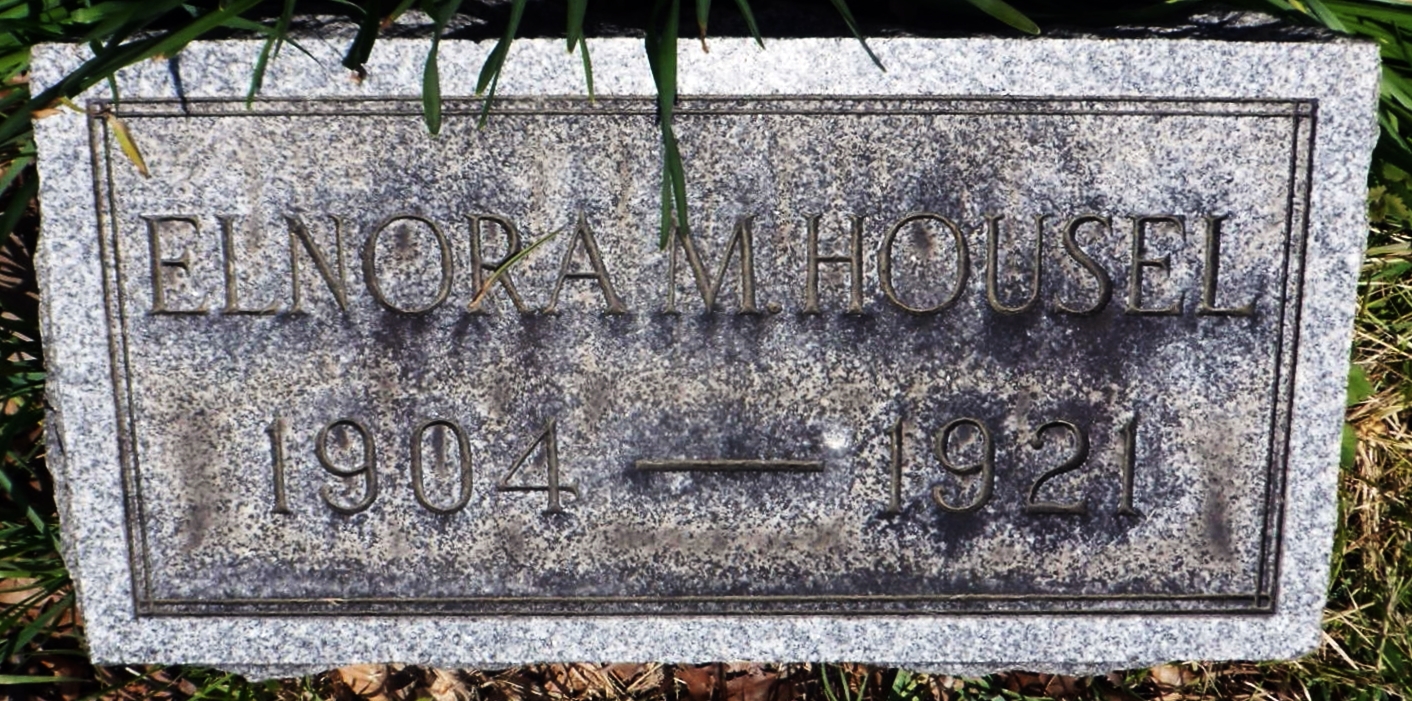 ELNORA M. HOUSEL
1904 — 1921